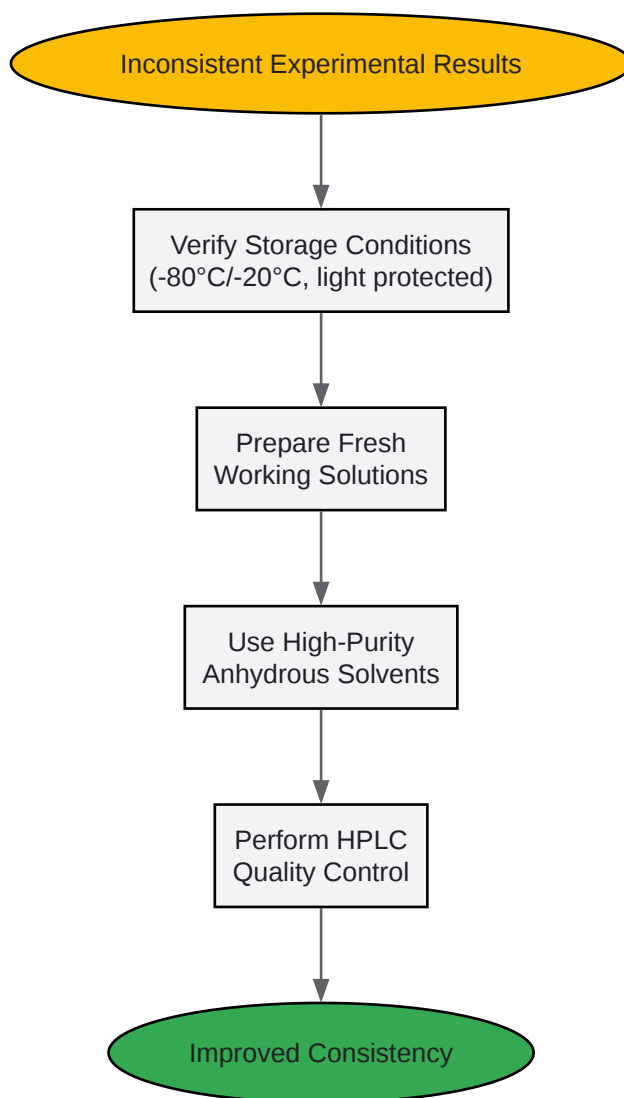 Inconsistent Experimental Results
Verify Storage Conditions
(-80°C/-20°C, light protected)
Prepare Fresh
Working Solutions
Use High-Purity
Anhydrous Solvents
Perform HPLC
Quality Control
Improved Consistency